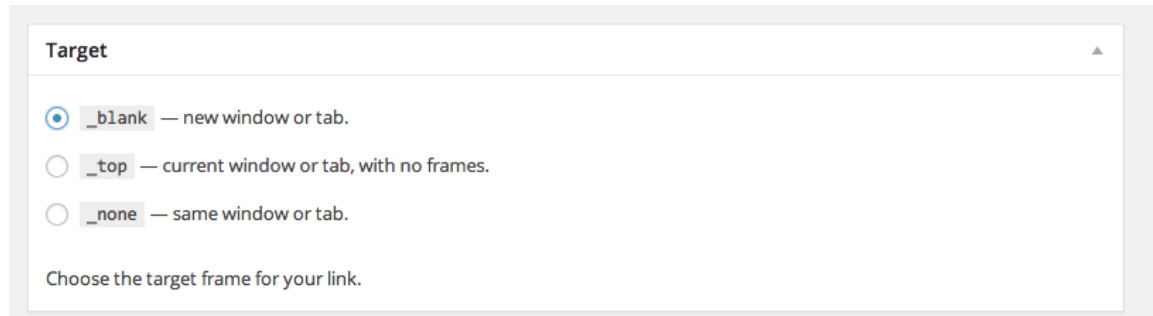 Target
_blank — new window or tab.
_top — current window or tab, with no frames.
_none — same window or tab.
Choose the target frame for your link.